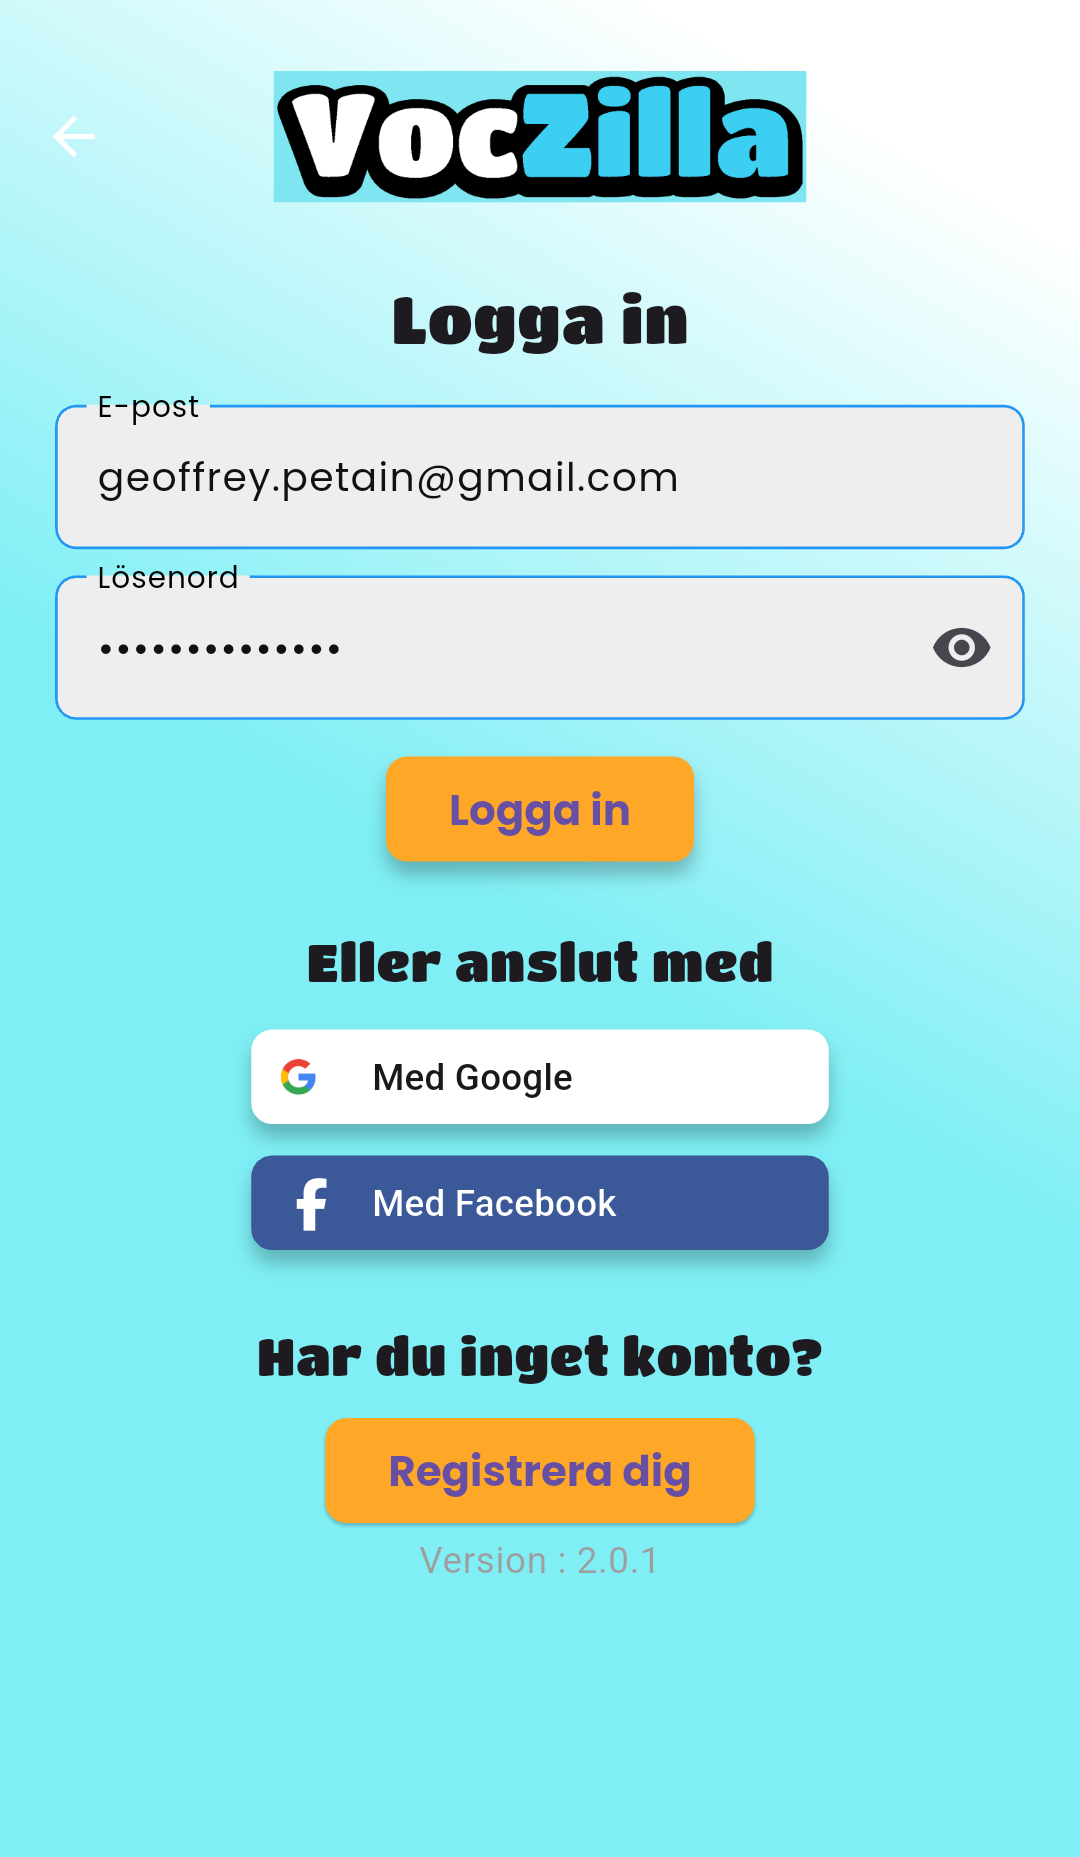 VocZilla
Logga in
E-post
geoffrey.petain@gmail.com
Lösenord
••••••••••••••
Logga in
Eller anslut med
Med Google
Med Facebook
Har du inget konto?
Registrera dig
Version : 2.0.1